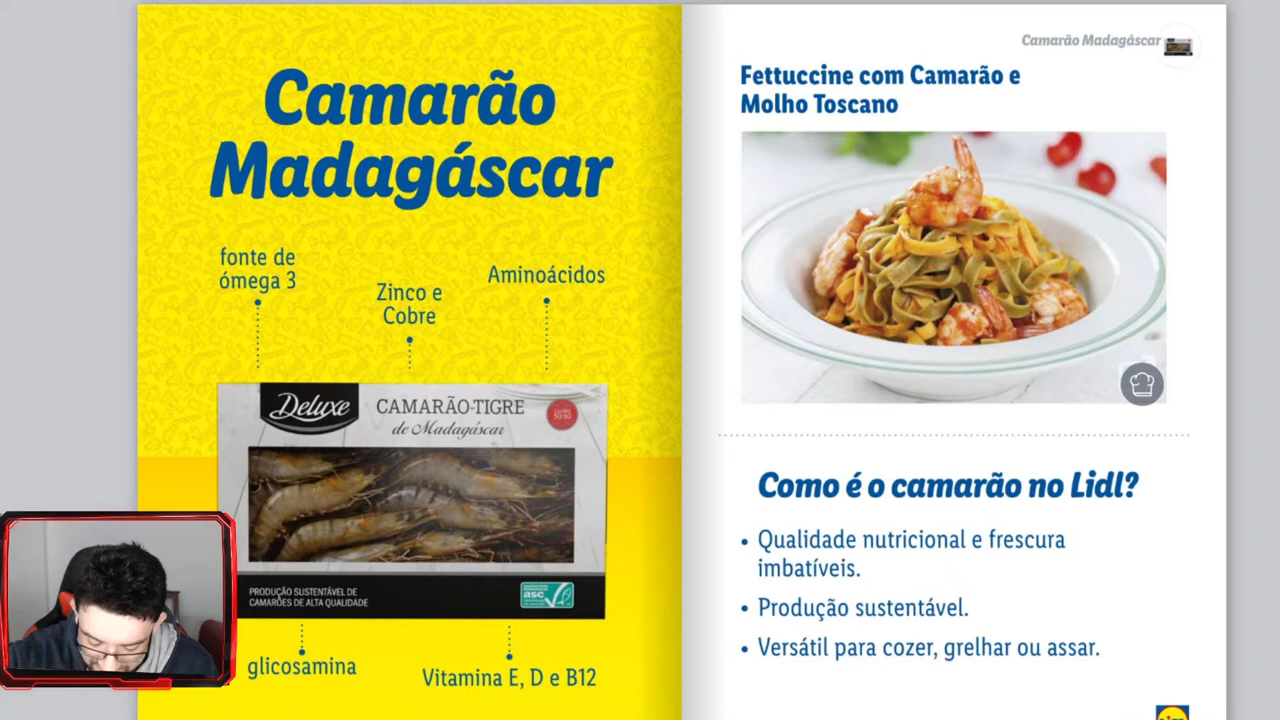 Camarão
Madagáscar
fonte de
ómega 3
Zinco e
Cobre
Aminoácidos
Deluxe
CAMARÃO-TIGRE
de Madagáscar
PRODUÇÃO SUSTENTÁVEL DE
CAMARÕES DE ALTA QUALIDADE
asc
glicosamina
Vitamina E, D e B12
Camarão Madagáscar
Fettuccine com Camarão e
Molho Toscano
Como é o camarão no Lidl?
• Qualidade nutricional e frescura
imbatíveis.
• Produção sustentável.
• Versátil para cozer, grelhar ou assar.